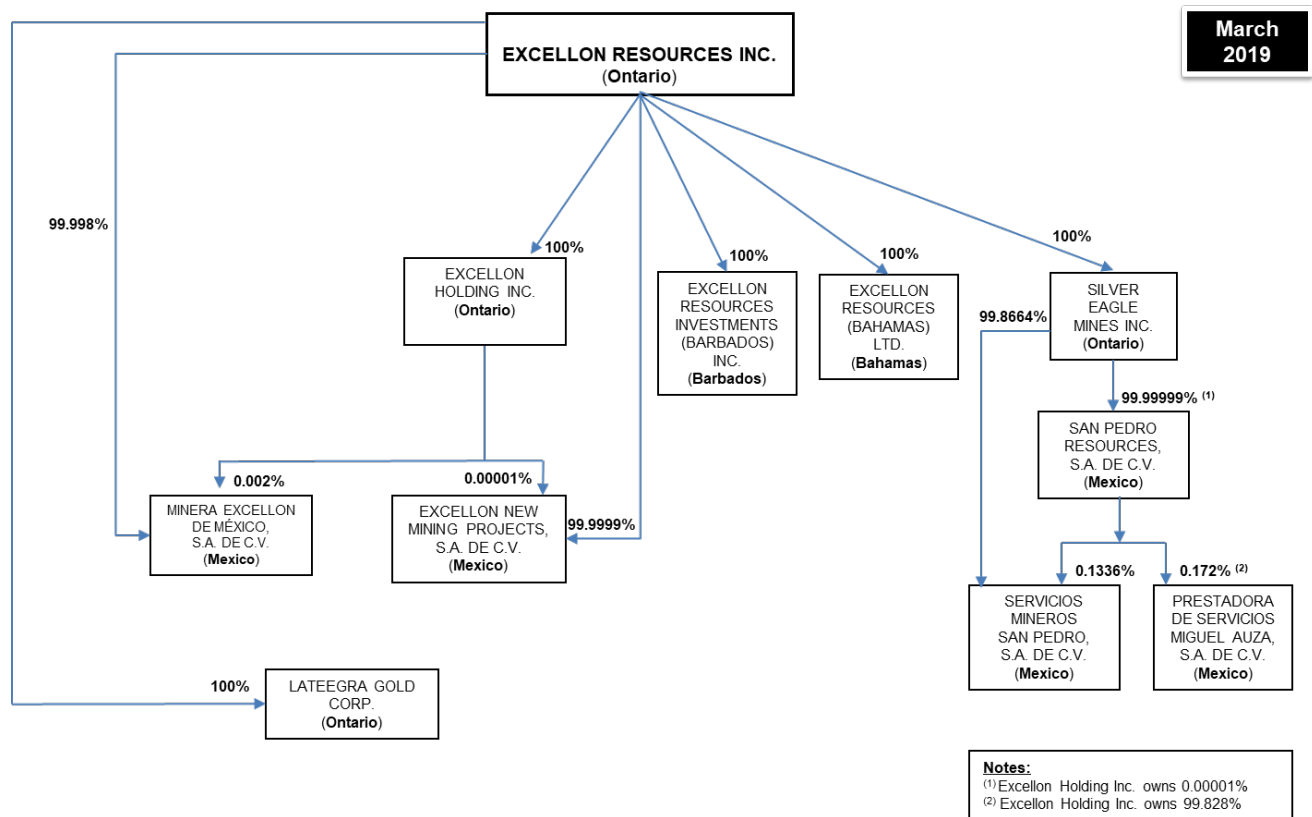 March
2019
EXCELLON RESOURCES INC.
(Ontario)
99.998%
100%
100%
100%
100%
EXCELLON
HOLDING INC.
(Ontario)
EXCELLON
RESOURCES
INVESTMENTS
(BARBADOS)
INC.
(Barbados)
EXCELLON
RESOURCES
(BAHAMAS)
LTD.
(Bahamas)
SILVER
EAGLE
MINES INC.
(Ontario)
99.8664%
99.99999% (1)
SAN PEDRO
RESOURCES,
S.A. DE C.V.
(Mexico)
0.002%
0.00001%
MINERA EXCELLON
DE MÉXICO,
S.A. DE C.V.
(Mexico)
EXCELLON NEW
MINING PROJECTS,
S.A. DE C.V.
(Mexico)
99.9999%
0.1336%
0.172% (2)
SERVICIOS
MINEROS
SAN PEDRO,
S.A. DE C.V.
(Mexico)
PRESTADORA
DE SERVICIOS
MIGUEL AUZA,
S.A. DE C.V.
(Mexico)
100%
LATEEGRA GOLD
CORP.
(Ontario)
Notes:
(1) Excellon Holding Inc. owns 0.00001%
(2) Excellon Holding Inc. owns 99.828%